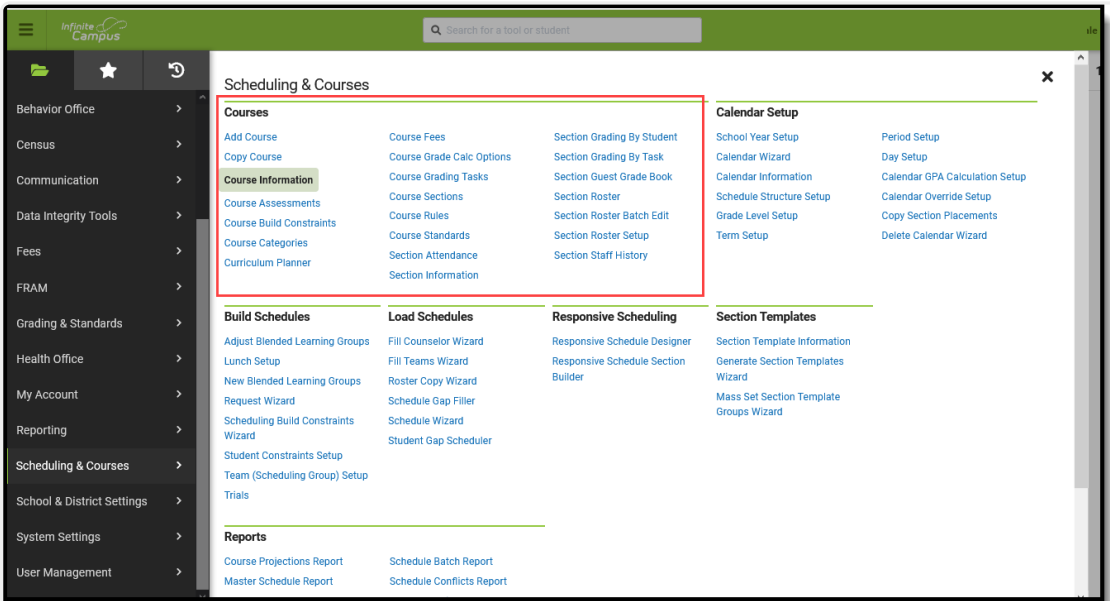 Infinite
Campus
Search for a tool or student
Behavior Office
Census
Communication
Data Integrity Tools
Fees
FRAM
Grading & Standards
Health Office
My Account
Reporting
Scheduling & Courses
School & District Settings
System Settings
User Management
Scheduling & Courses
Courses
Add Course
Copy Course
Course Information
Course Assessments
Course Build Constraints
Course Categories
Curriculum Planner
Course Fees
Course Grade Calc Options
Course Grading Tasks
Course Sections
Course Rules
Course Standards
Section Attendance
Section Information
Section Grading By Student
Section Grading By Task
Section Guest Grade Book
Section Roster
Section Roster Batch Edit
Section Roster Setup
Section Staff History
Calendar Setup
School Year Setup
Calendar Wizard
Calendar Information
Schedule Structure Setup
Grade Level Setup
Term Setup
Period Setup
Day Setup
Calendar GPA Calculation Setup
Calendar Override Setup
Copy Section Placements
Delete Calendar Wizard
Build Schedules
Adjust Blended Learning Groups
Lunch Setup
New Blended Learning Groups
Request Wizard
Scheduling Build Constraints
Wizard
Student Constraints Setup
Team (Scheduling Group) Setup
Trials
Load Schedules
Fill Counselor Wizard
Fill Teams Wizard
Roster Copy Wizard
Schedule Gap Filler
Schedule Wizard
Student Gap Scheduler
Responsive Scheduling
Responsive Schedule Designer
Responsive Schedule Section
Builder
Section Templates
Section Template Information
Generate Section Templates
Wizard
Mass Set Section Template
Groups Wizard
Reports
Course Projections Report
Master Schedule Report
Schedule Batch Report
Schedule Conflicts Report